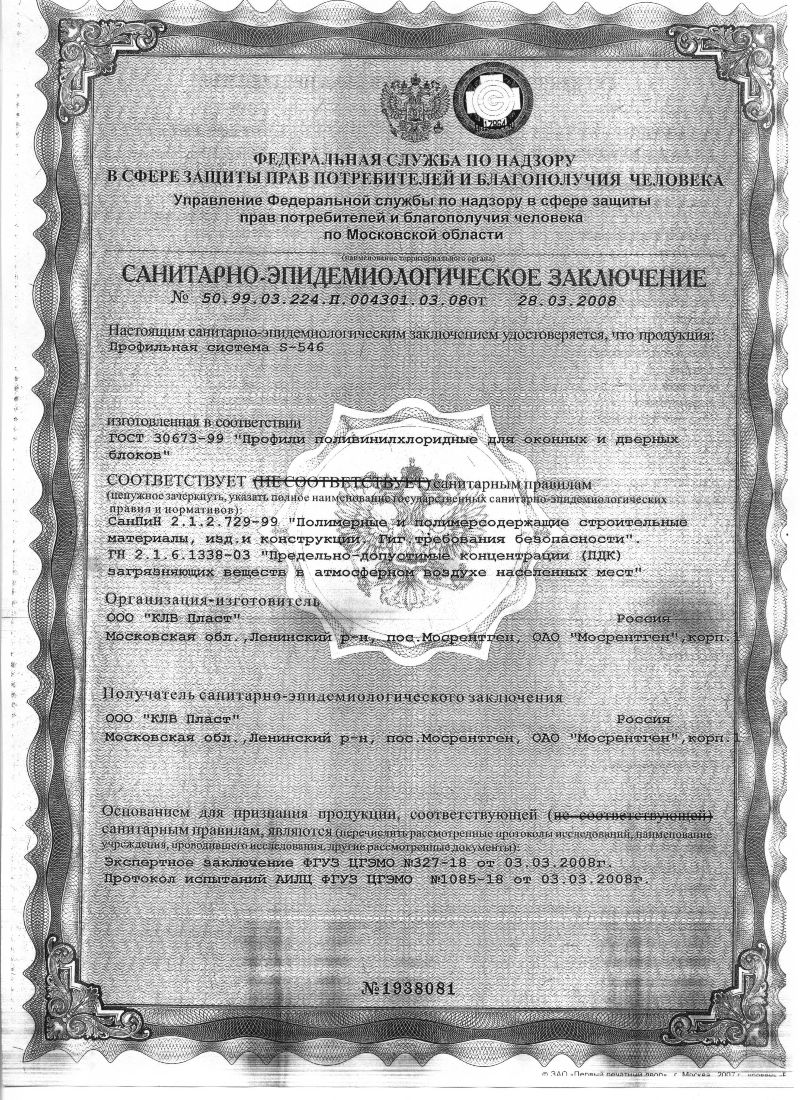 ФЕДЕРАЛЬНАЯ СЛУЖБА ПО НАДЗОРУ
В СФЕРЕ ЗАЩИТЫ ПРАВ ПОТРЕБИТЕЛЕЙ И БЛАГОПОЛУЧИЯ ЧЕЛОВЕКА
Управление Федеральной службы по надзору в сфере защиты
прав потребителей и благополучия человека
по Московской области
(наименование территориального органа)
САНИТАРНО-ЭПИДЕМИОЛОГИЧЕСКОЕ ЗАКЛЮЧЕНИЕ
№ 50.99.03.224.П.004301.03.08от 28.03.2008
Настоящим санитарно-эпидемиологическим заключением удостоверяется, что продукция:
Профильная система S-546
изготовленная в соответствии
ГОСТ 30673-99 "Профили поливинилхлоридные для оконных и дверных
блоков"
СООТВЕТСТВУЕТ (НЕ СООТВЕТСТВУЕТ) санитарным правилам
(ненужное зачеркнуть, указать полное наименование государственных санитарно-эпидемиологических
правил и нормативов):
СанПиН 2.1.2.729-99 "Полимерные и полимерсодержащие строительные
материалы, изд.и конструкции. Гиг.требования безопасности".
ГН 2.1.6.1338-03 "Предельно-допустимые концентрации (ПДК)
загрязняющих веществ в атмосферном воздухе населенных мест"
Организация-изготовитель
ООО "КЛВ Пласт" Россия
Московская обл.,Ленинский р-н, пос.Мосрентген, ОАО "Мосрентген",корп.1
Получатель санитарно-эпидемиологического заключения
ООО "КЛВ Пласт" Россия
Московская обл.,Ленинский р-н, пос.Мосрентген, ОАО "Мосрентген",корп.1
Основанием для признания продукции, соответствующей (не соответствующей)
санитарным правилам, являются (перечислить рассмотренные протоколы исследований, наименование
учреждения, проводившего исследования, другие рассмотренные документы):
Экспертное заключение ФГУЗ ЦГЭМО №327-18 от 03.03.2008г.
Протокол испытаний АИЛЦ ФГУЗ ЦГЭМО №1085-18 от 03.03.2008г.
№1938081
© ЗАО «Первый печатный двор», г. Москва, 2007 г.